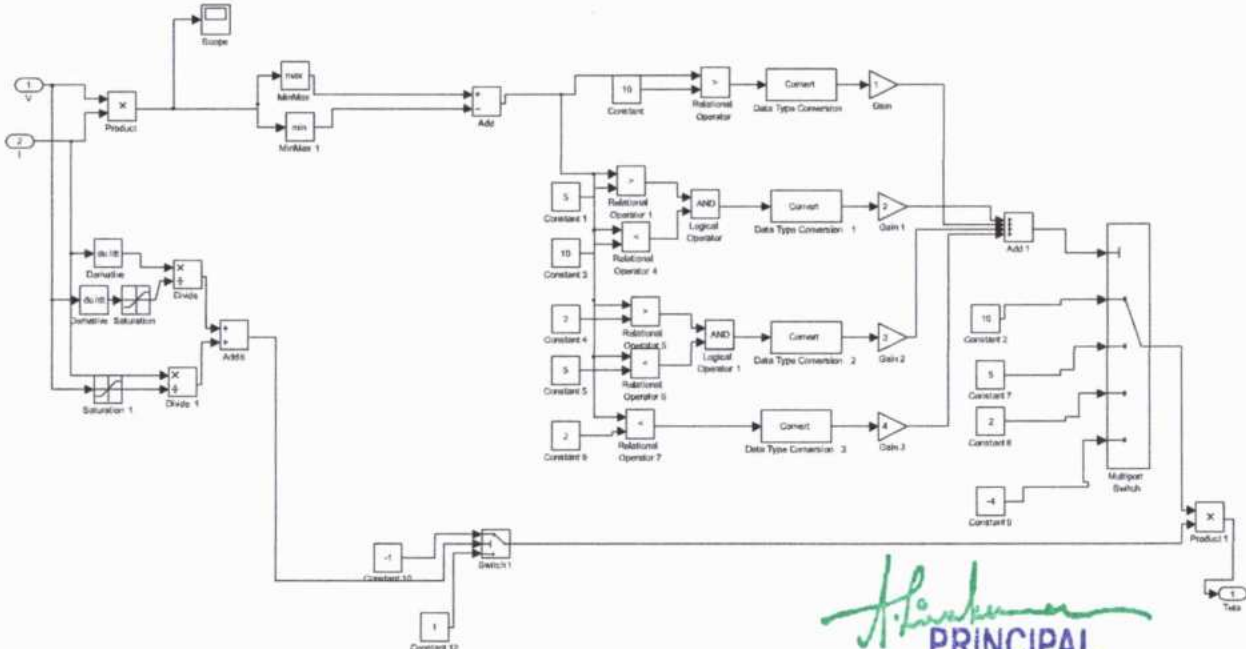 Scope
1
V
2
I
×
Product
max
MinMax
min
MinMax 1
+
−
Add
10
Constant
>
Relational
Operator
Convert
Data Type Conversion
1
Gain
5
Constant 1
>
Relational
Operator 1
10
Constant 3
<
Relational
Operator 4
AND
Logical
Operator
Convert
Data Type Conversion 1
2
Gain 1
Add 1
du /dt
Derivative
du /dt
Derivative
Saturation
×
÷
Divide
+
+
Add6
Saturation 1
×
÷
Divide 1
2
Constant 4
>
Relational
Operator 5
5
Constant 5
<
Relational
Operator 6
AND
Logical
Operator 1
Convert
Data Type Conversion 2
3
Gain 2
2
Constant 6
<
Relational
Operator 7
Convert
Data Type Conversion 3
4
Gain 3
10
Constant 2
5
Constant 7
2
Constant 8
-4
Constant 9
Multiport
Switch
×
Product 1
1
-1
Constant 10
Switch 1
1
Constant 12
PRINCIPAL